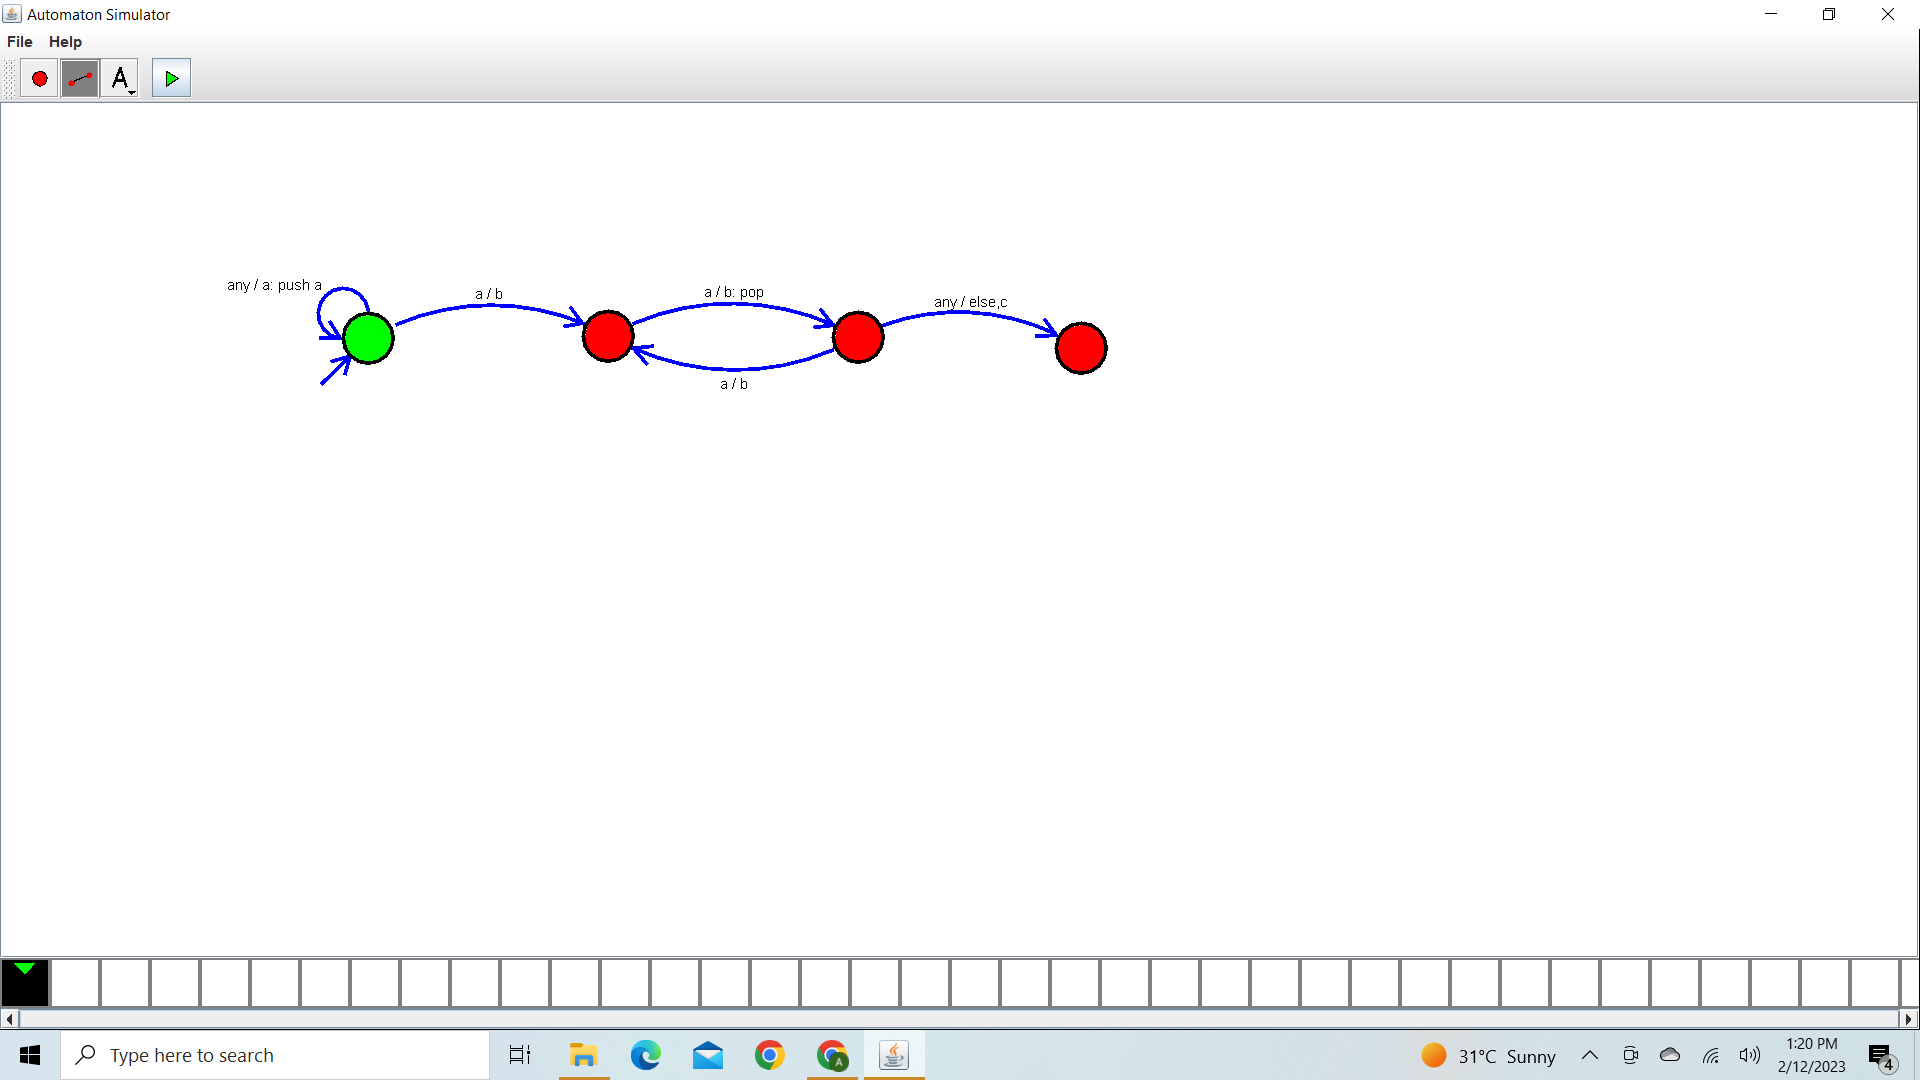 Automaton Simulator
File Help
A
any / a: push a
a / b
a / b: pop
any / else,c
a / b
Type here to search
A
31°C Sunny
1:20 PM
2/12/2023
4